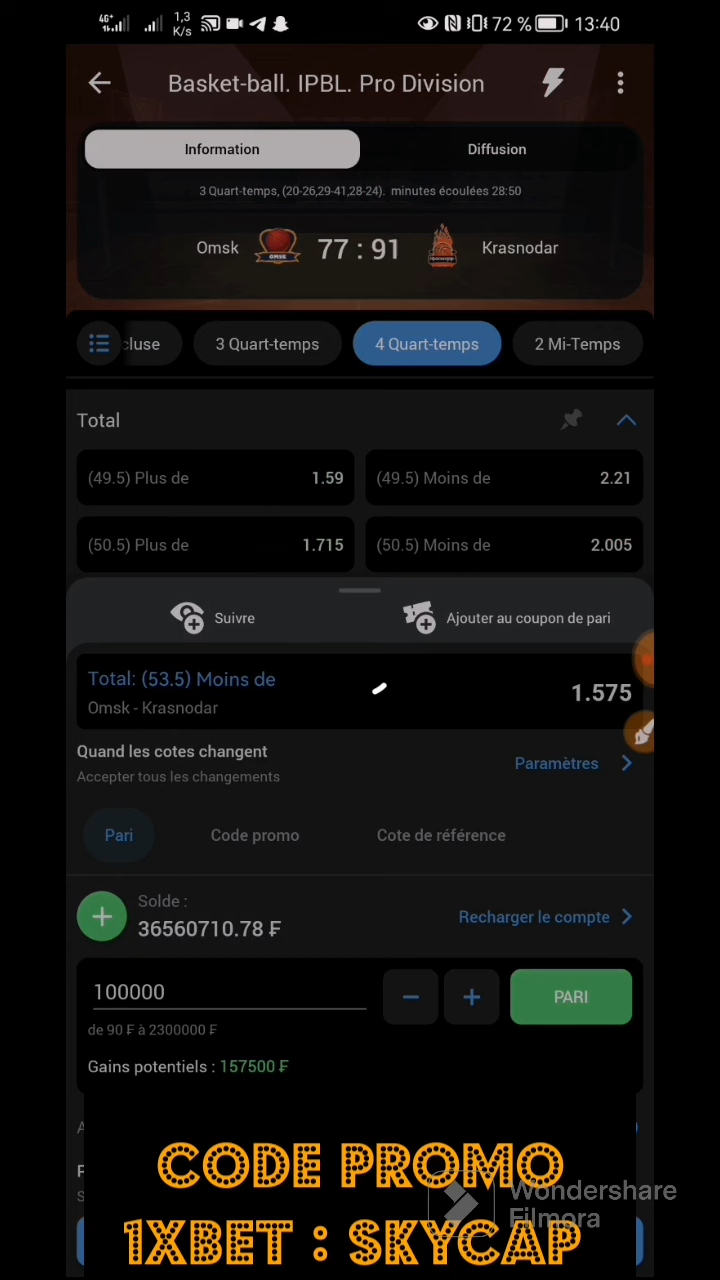 4G+ 1,3 K/s 72 % 13:40
Basket-ball. IPBL. Pro Division
Information Diffusion
3 Quart-temps, (20-26,29-41,28-24). minutes écoulées 28:50
Omsk 77 : 91 Krasnodar
cluse 3 Quart-temps 4 Quart-temps 2 Mi-Temps
Total
(49.5) Plus de 1.59 (49.5) Moins de 2.21
(50.5) Plus de 1.715 (50.5) Moins de 2.005
Suivre Ajouter au coupon de pari
Total: (53.5) Moins de
Omsk - Krasnodar 1.575
Quand les cotes changent
Accepter tous les changements
Paramètres
Pari Code promo Cote de référence
Solde :
36560710.78 ₣
Recharger le compte
100000 PARI
de 90 ₣ à 2300000 ₣
Gains potentiels : 157500 ₣
CODE PROMO
1XBET : SKYCAP
Wondershare
Filmora